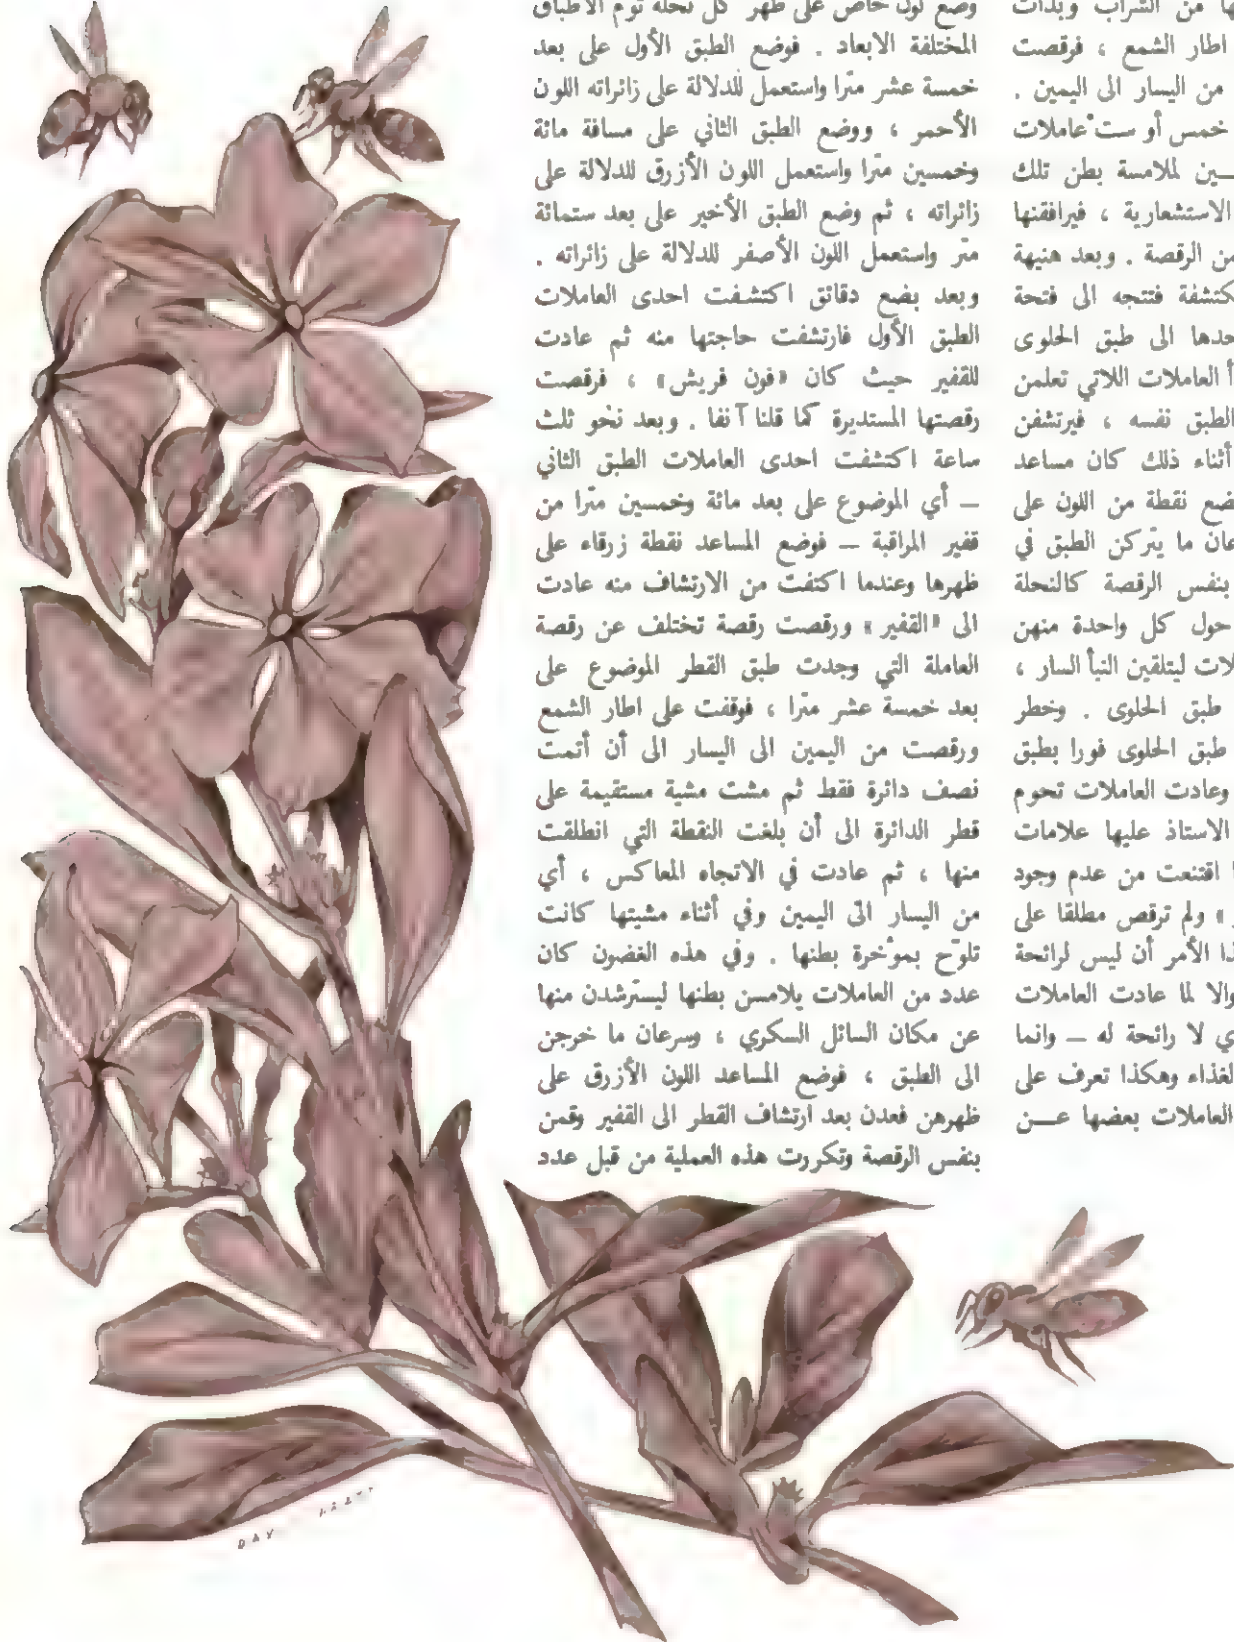 ها من الشراب وبدأت
اطار الشمع ، فرقصت
من اليسار الى اليمين .
خمس أو ست عاملات
ـين لملامسة بطن تلك
الاستشعارية ، فيرافقنها
من الرقصة . وبعد هنيهة
كتشفة فتتجه الى فتحة
حدها الى طبق الحلوى
أ العاملات اللاتي تعلمن
الطبق نفسه ، فيرتشفن
أثناء ذلك كان مساعد
ضع نقطة من اللون على
عان ما يتركن الطبق في
بنفس الرقصة كالنحلة
حول كل واحدة منهن
لات ليتلقين النبأ السار ،
طبق الحلوى . وخطر
طبق الحلوى فورا بطبق
وعادت العاملات تحوم
الاستاذ عليها علامات
ا اقتنعت من عدم وجود
» ولم ترقص مطلقا على
ذا الأمر أن ليس لرائحة
والا لما عادت العاملات
ي لا رائحة له – وانما
لغذاء وهكذا تعرف على
العاملات بعضها عــن
وضع لون خاص على ظهر كل نحلة تؤم الأطباق
المختلفة الابعاد . فوضع الطبق الأول على بعد
خمسة عشر مترا واستعمل للدلالة على زائراته اللون
الأحمر ، ووضع الطبق الثاني على مسافة مائة
وخمسين مترا واستعمل اللون الأزرق للدلالة على
زائراته ، ثم وضع الطبق الأخير على بعد ستمائة
متر واستعمل اللون الأصفر للدلالة على زائراته .
وبعد بضع دقائق اكتشفت احدى العاملات
الطبق الأول فارتشفت حاجتها منه ثم عادت
للقفير حيث كان «فون فريش» ، فرقصت
رقصتها المستديرة كما قلنا آنفا . وبعد نحو ثلث
ساعة اكتشفت احدى العاملات الطبق الثاني
– أي الموضوع على بعد مائة وخمسين مترا من
قفير المراقبة – فوضع المساعد نقطة زرقاء على
ظهرها وعندما اكتفت من الارتشاف منه عادت
الى «القفير» ورقصت رقصة تختلف عن رقصة
العاملة التي وجدت طبق القطر الموضوع على
بعد خمسة عشر مترا ، فوقفت على اطار الشمع
ورقصت من اليمين الى اليسار الى أن أتمت
نصف دائرة فقط ثم مشت مشية مستقيمة على
قطر الدائرة الى أن بلغت النقطة التي انطلقت
منها ، ثم عادت في الاتجاه المعاكس ، أي
من اليسار الى اليمين وفي أثناء مشيتها كانت
تلوّح بمؤخرة بطنها . وفي هذه الغضون كان
عدد من العاملات يلامسن بطنها ليسترشدن منها
عن مكان السائل السكري ، وسرعان ما خرجن
الى الطبق ، فوضع المساعد اللون الأزرق على
ظهرهن فعدن بعد ارتشاف القطر الى القفير وقمن
بنفس الرقصة وتكررت هذه العملية من قبل عدد